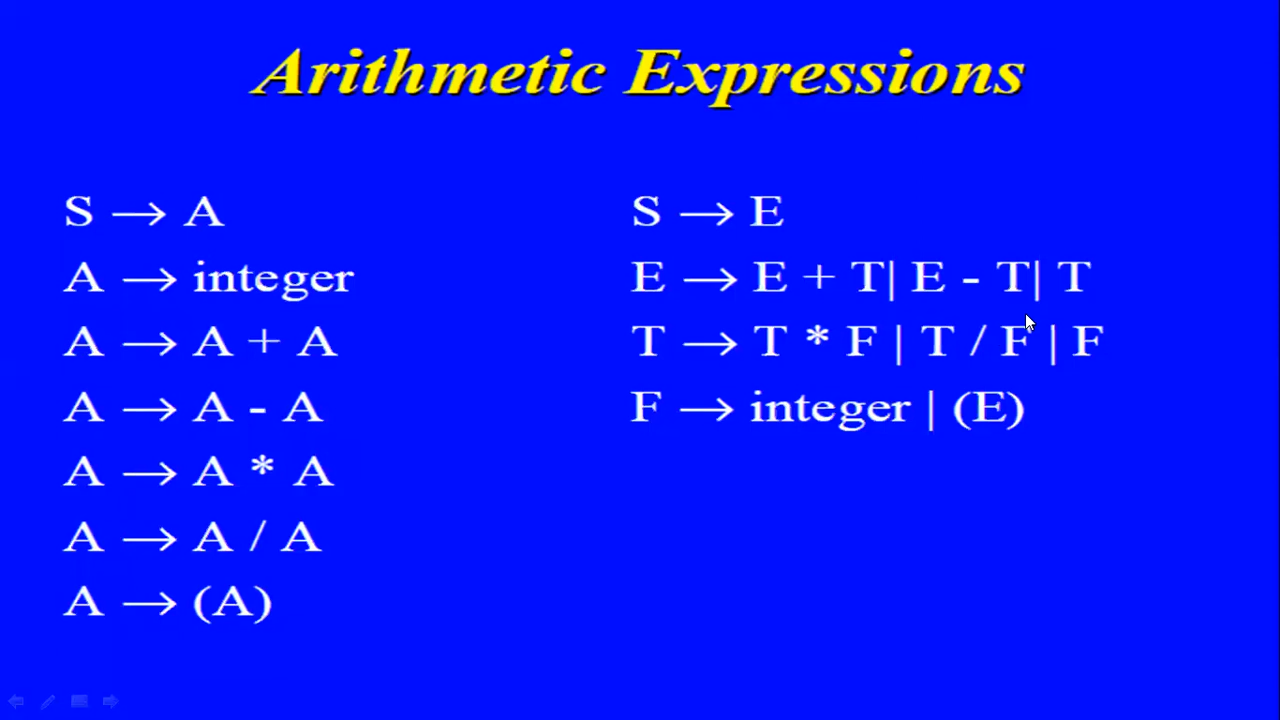 Arithmetic Expressions
S → A
A → integer
A → A + A
A → A - A
A → A * A
A → A / A
A → (A)
S → E
E → E + T| E - T| T
T → T * F | T / F | F
F → integer | (E)